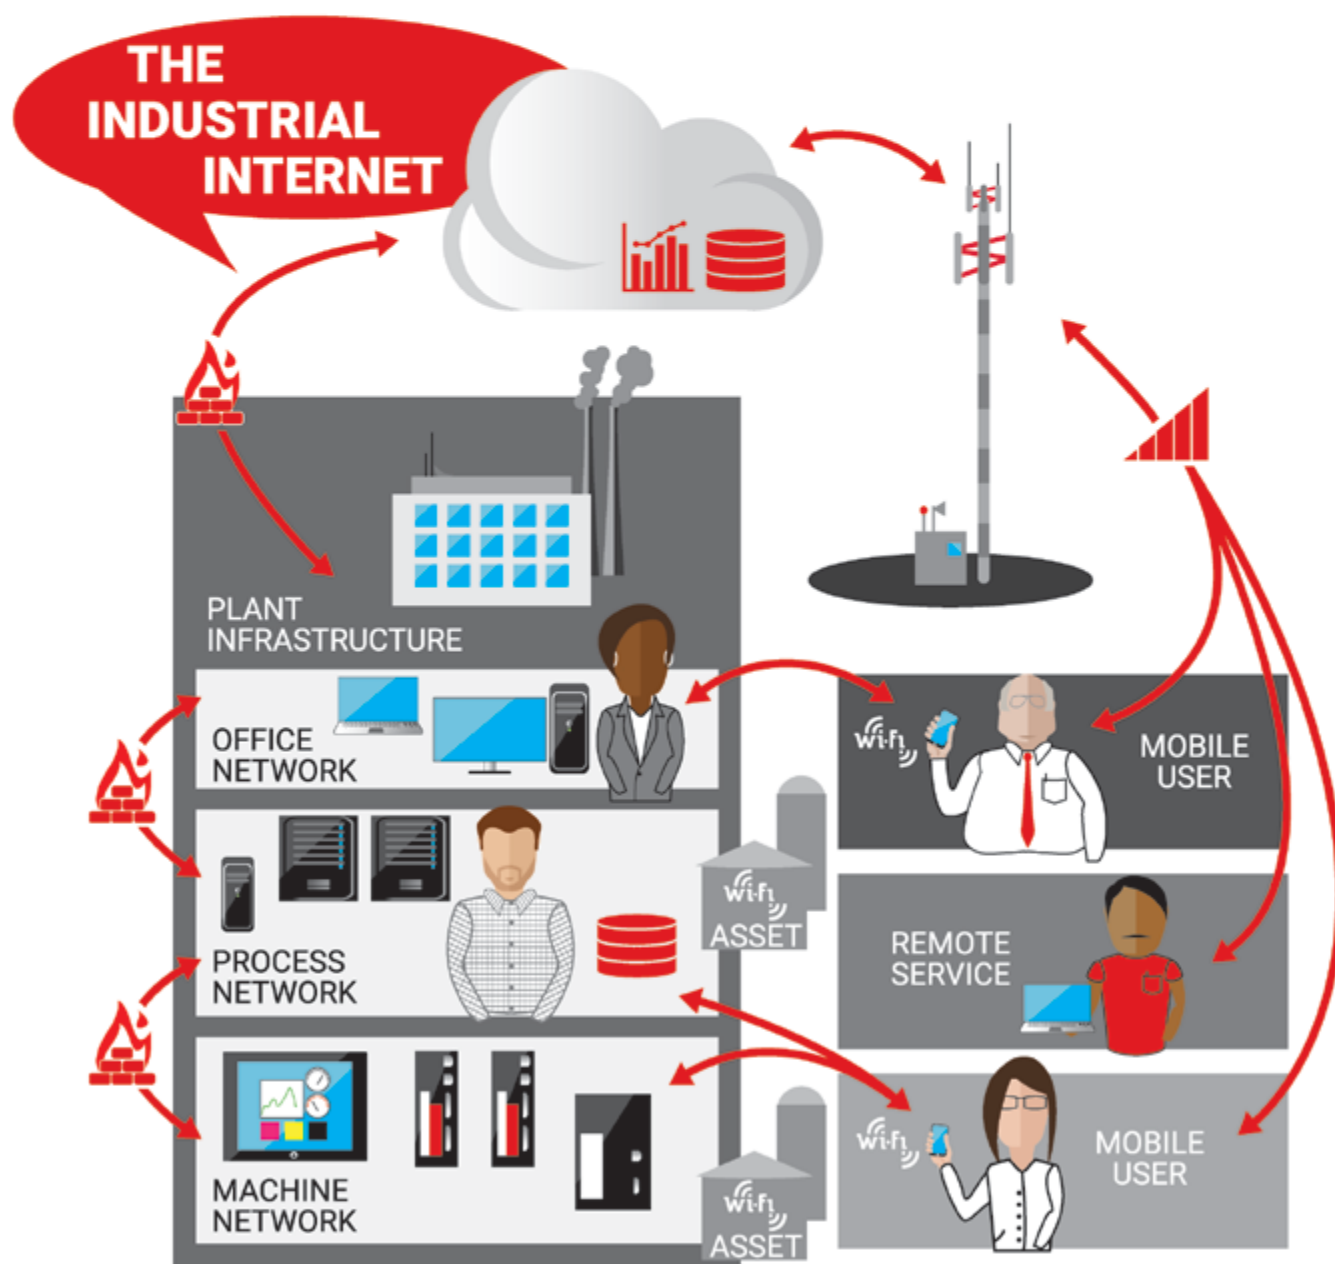 THE
INDUSTRIAL
INTERNET
PLANT
INFRASTRUCTURE
OFFICE
NETWORK
Wi-Fi
MOBILE
USER
PROCESS
NETWORK
Wi-Fi
ASSET
REMOTE
SERVICE
MACHINE
NETWORK
Wi-Fi
ASSET
Wi-Fi
MOBILE
USER